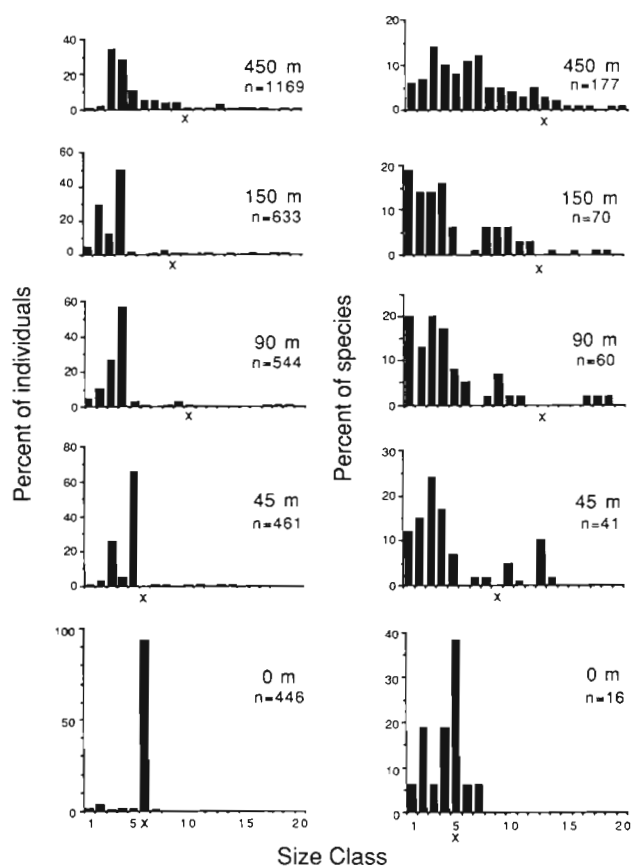 40
20
0
450 m
n=1169
x
20
10
0
450 m
n=177
x
60
40
20
0
150 m
n=633
x
20
10
0
150 m
n=70
x
60
40
20
0
90 m
n=544
x
20
10
0
90 m
n=60
x
80
60
40
20
0
45 m
n=461
x
30
20
10
0
45 m
n=41
x
100
50
0
0 m
n=446
1 5 x 10 15 20
40
30
20
10
0
0 m
n=16
1 5 10 15 20
x
Percent of individuals
Percent of species
Size Class